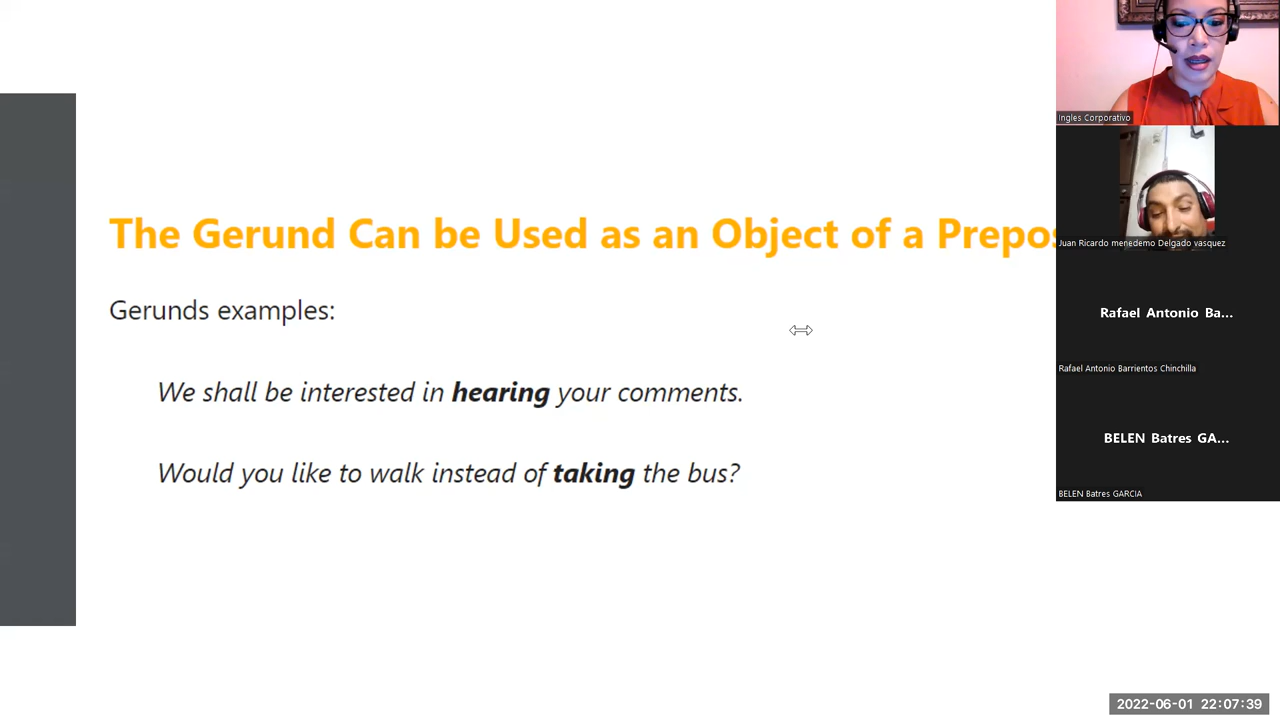 The Gerund Can be Used as an Object of a Prepos
Gerunds examples:
We shall be interested in hearing your comments.
Would you like to walk instead of taking the bus?
Ingles Corporativo
Juan Ricardo menedemo Delgado vasquez
Rafael Antonio Ba...
Rafael Antonio Barrientos Chinchilla
BELEN Batres GA...
BELEN Batres GARCIA
2022-06-01 22:07:39